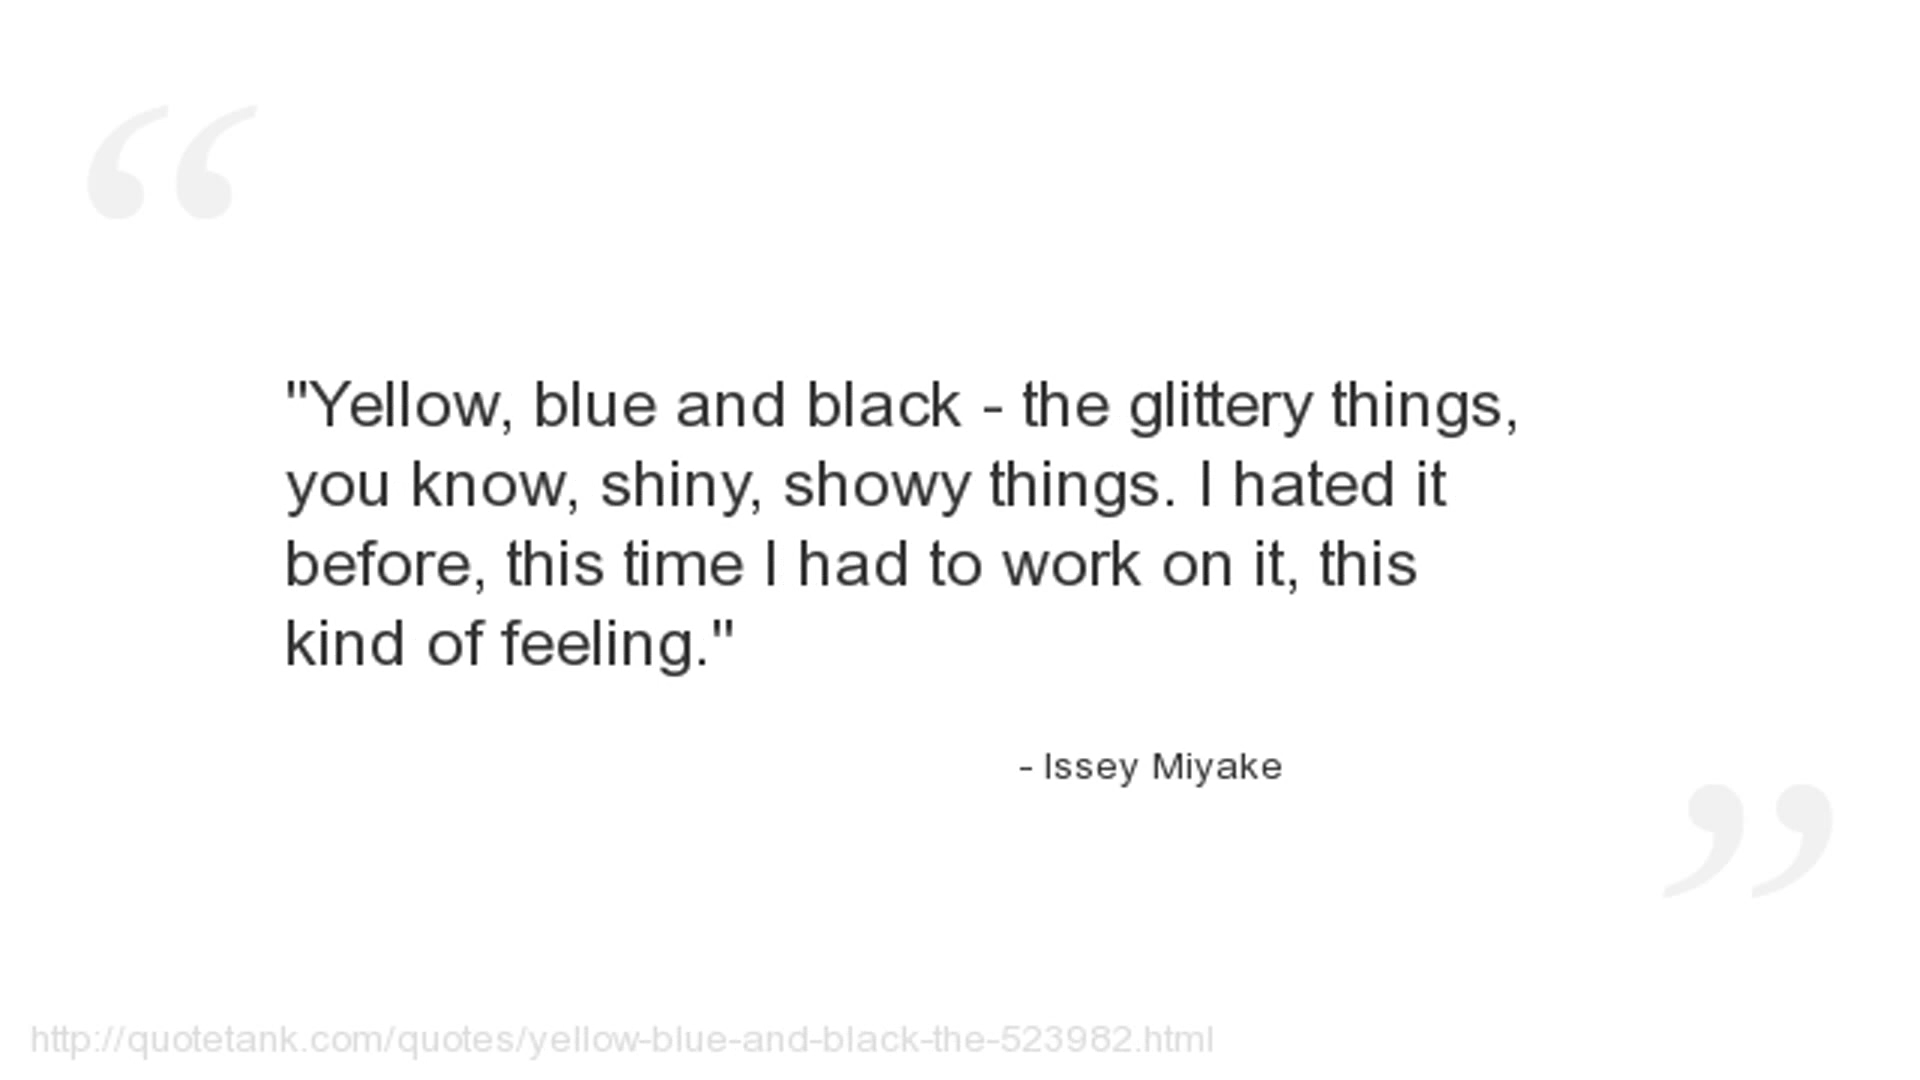 "Yellow, blue and black - the glittery things,
you know, shiny, showy things. I hated it
before, this time I had to work on it, this
kind of feeling."
- Issey Miyake
http://quotetank.com/quotes/yellow-blue-and-black-the-523982.html